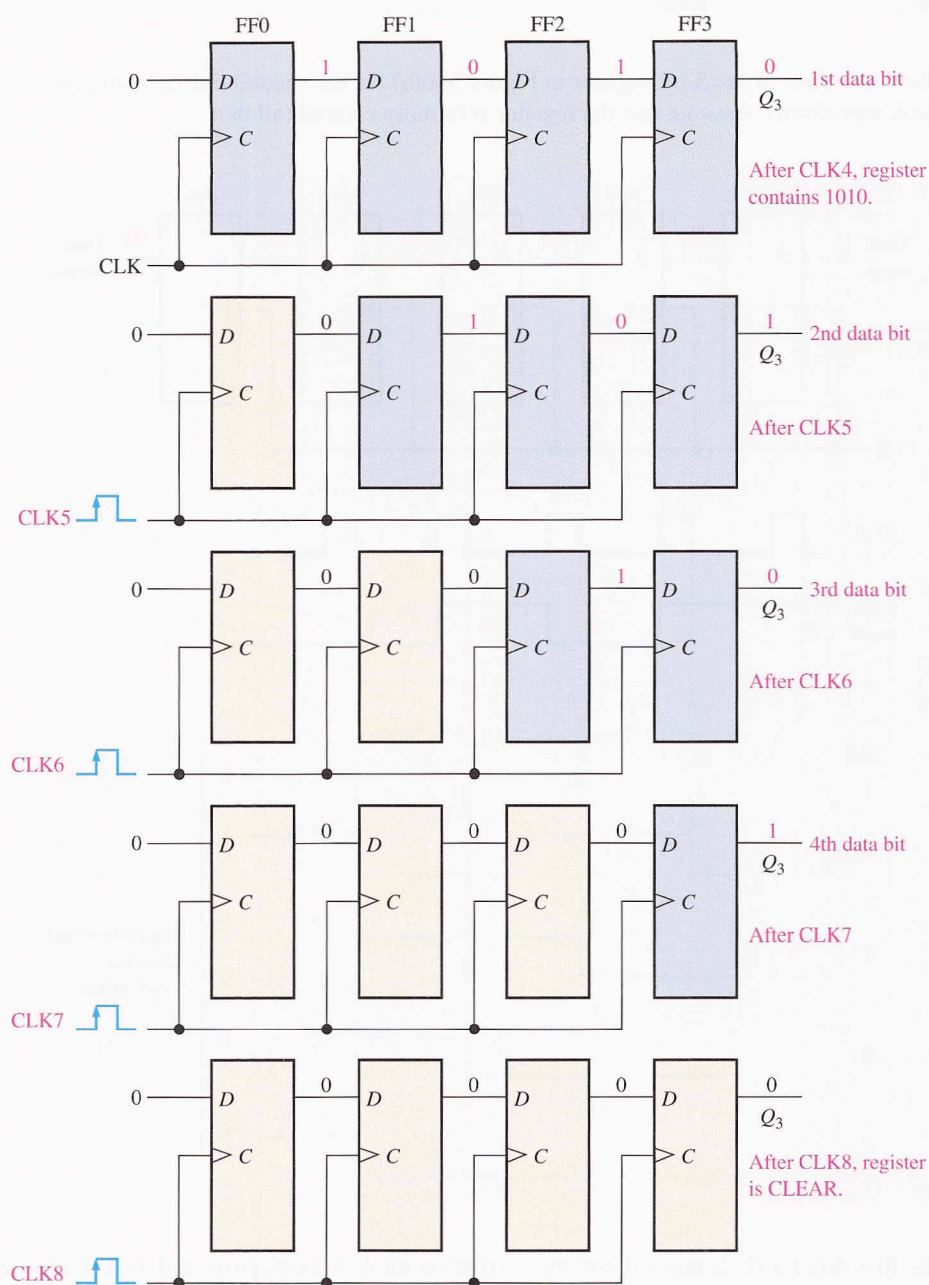 FF0 FF1 FF2 FF3
0 D 1 D 0 D 1 D 0 1st data bit
Q3
C C C C
After CLK4, register
contains 1010.
CLK
0 D 0 D 1 D 0 D 1 2nd data bit
Q3
C C C C
After CLK5
CLK5
0 D 0 D 0 D 1 D 0 3rd data bit
Q3
C C C C
After CLK6
CLK6
0 D 0 D 0 D 0 D 1 4th data bit
Q3
C C C C
After CLK7
CLK7
0 D 0 D 0 D 0 D 0
Q3
C C C C
After CLK8, register
is CLEAR.
CLK8